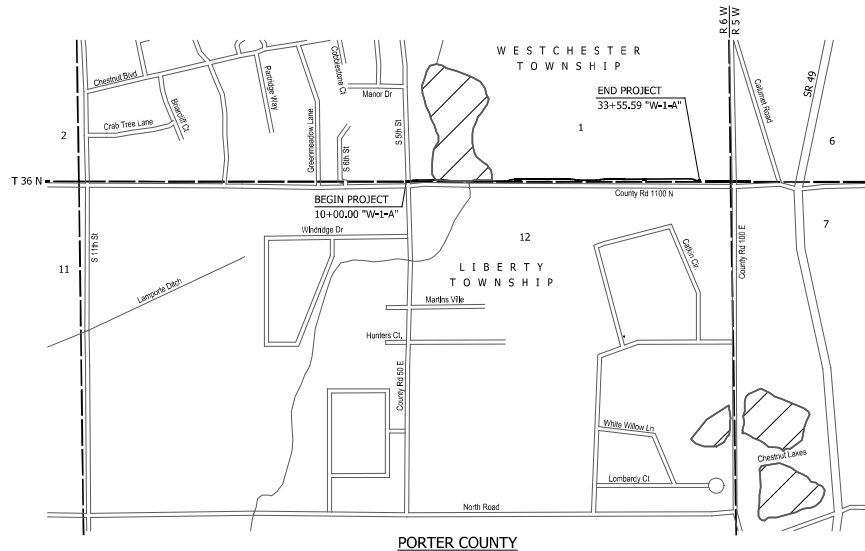 R 6 W
R 5 W
WESTCHESTER
TOWNSHIP
Chestnut Blvd
Partridge Way
Cobblestone Ct
Manor Dr
Briarcliff Ct
Crab Tree Lane
Greenmeadow Lane
S 6th St
S 5th St
END PROJECT
33+55.59 "W-1-A"
Calumet Road
SR 49
2
1
6
T 36 N
County Rd 1100 N
BEGIN PROJECT
10+00.00 "W-1-A"
Windridge Dr
12
7
S 11th St
11
Lamporte Ditch
LIBERTY
TOWNSHIP
Catkin Cir
County Rd 100 E
Martins Ville
Hunters Ct.
County Rd 50 E
White Willow Ln
Chestnut Lakes
Lombardy Ct
North Road
PORTER COUNTY